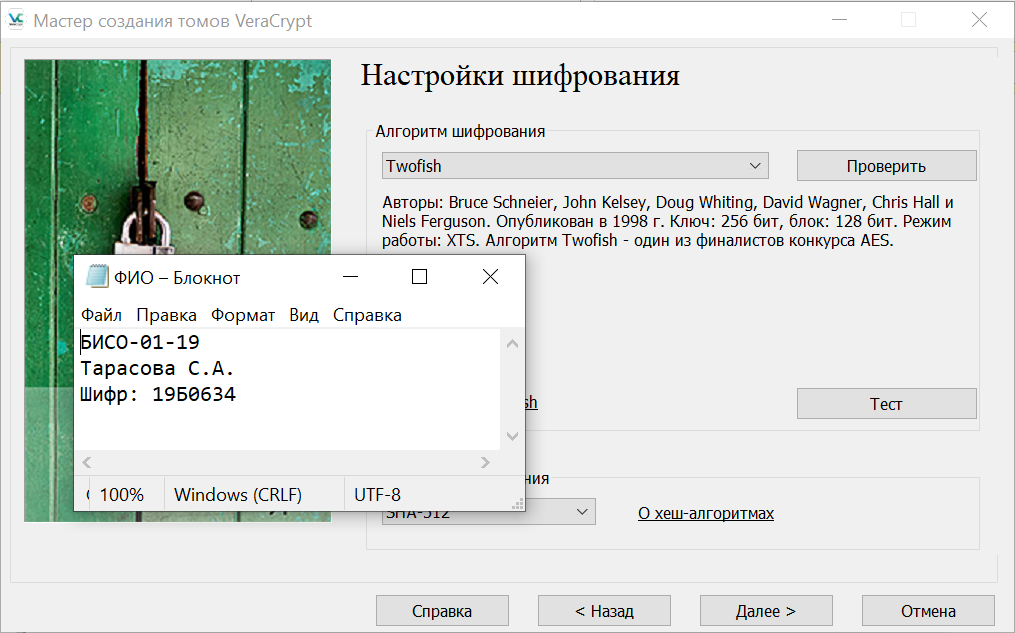 Мастер создания томов VeraCrypt
Настройки шифрования
Алгоритм шифрования
Twofish
Проверить
Авторы: Bruce Schneier, John Kelsey, Doug Whiting, David Wagner, Chris Hall и
Niels Ferguson. Опубликован в 1998 г. Ключ: 256 бит, блок: 128 бит. Режим
работы: XTS. Алгоритм Twofish - один из финалистов конкурса AES.
ФИО – Блокнот
Файл Правка Формат Вид Справка
БИСО-01-19
Тарасова С.А.
Шифр: 19Б0634
100% Windows (CRLF) UTF-8
Тест
SHA-512
О хеш-алгоритмах
Справка
< Назад
Далее >
Отмена